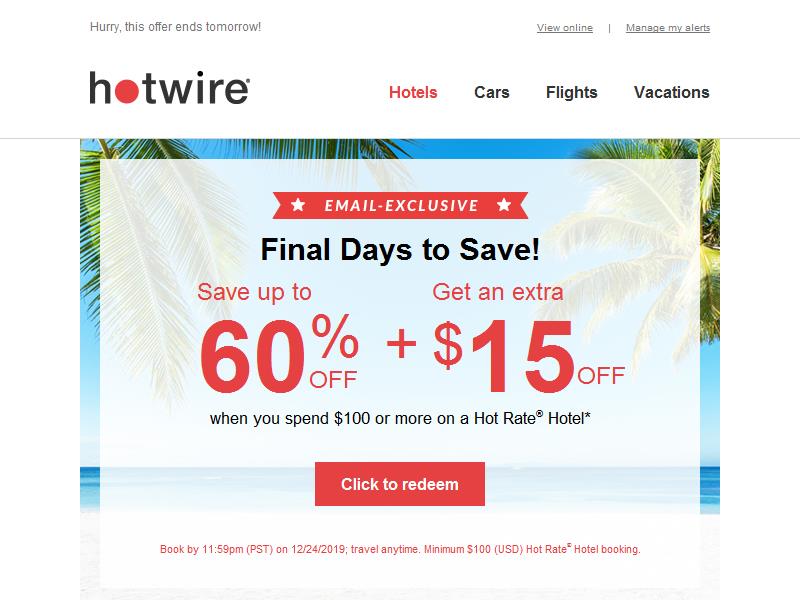 Hurry, this offer ends tomorrow!
View online | Manage my alerts
hotwire®
Hotels Cars Flights Vacations
EMAIL-EXCLUSIVE
Final Days to Save!
Save up to Get an extra
60% OFF + $15 OFF
when you spend $100 or more on a Hot Rate® Hotel*
Click to redeem
Book by 11:59pm (PST) on 12/24/2019; travel anytime. Minimum $100 (USD) Hot Rate® Hotel booking.